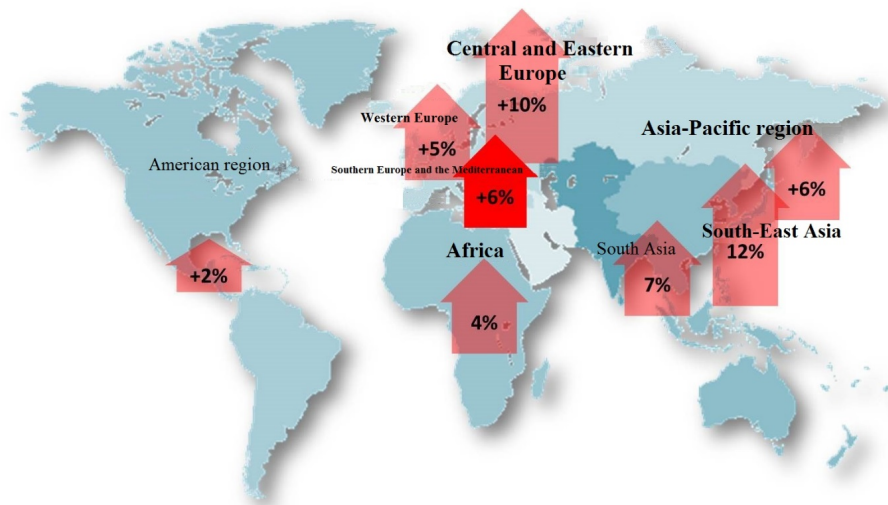 Central and Eastern
Europe
+10%
Western Europe
+5%
Asia-Pacific region
+6%
American region
Southern Europe and the Mediterranean
+6%
South-East Asia
12%
Africa
South Asia
7%
+2%
4%